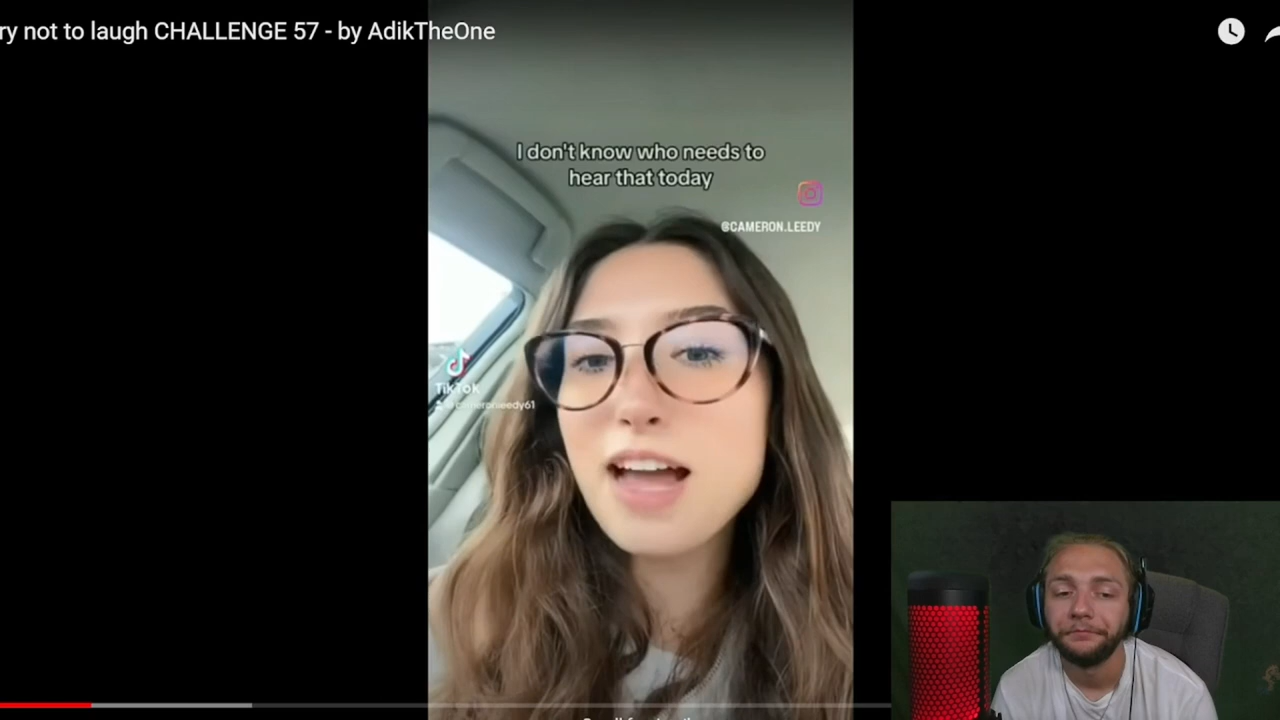 ry not to laugh CHALLENGE 57 - by AdikTheOne
I don't know who needs to
hear that today
@CAMERON.LEEDY
TikTok